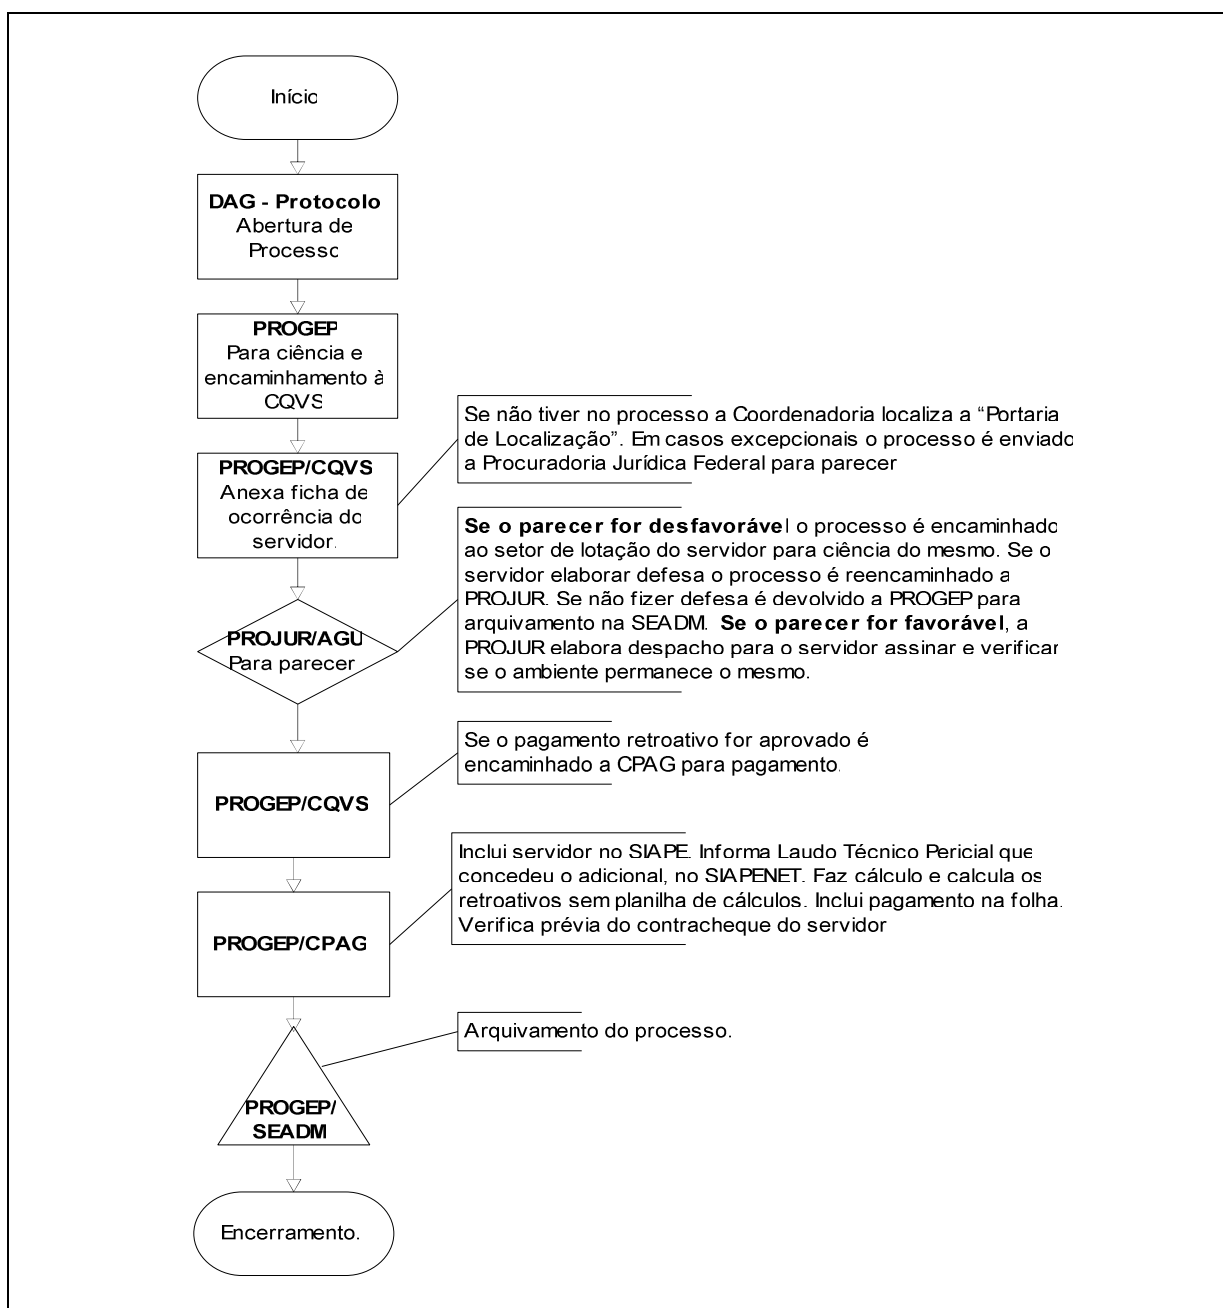 Início
DAG - Protocolo
Abertura de
Processo
PROGEP
Para ciência e
encaminhamento à
CQVS
PROGEP/CQVS
Anexa ficha de
ocorrência do
servidor.
Se não tiver no processo a Coordenadoria localiza a “Portaria
de Localização”. Em casos excepcionais o processo é enviado
a Procuradoria Jurídica Federal para parecer
PROJUR/AGU
Para parecer
Se o parecer for desfavorável o processo é encaminhado
ao setor de lotação do servidor para ciência do mesmo. Se o
servidor elaborar defesa o processo é reencaminhado a
PROJUR. Se não fizer defesa é devolvido a PROGEP para
arquivamento na SEADM. Se o parecer for favorável, a
PROJUR elabora despacho para o servidor assinar e verificar
se o ambiente permanece o mesmo.
PROGEP/CQVS
Se o pagamento retroativo for aprovado é
encaminhado a CPAG para pagamento.
PROGEP/CPAG
Inclui servidor no SIAPE. Informa Laudo Técnico Pericial que
concedeu o adicional, no SIAPENET. Faz cálculo e calcula os
retroativos sem planilha de cálculos. Inclui pagamento na folha.
Verifica prévia do contracheque do servidor
PROGEP/
SEADM
Arquivamento do processo.
Encerramento.